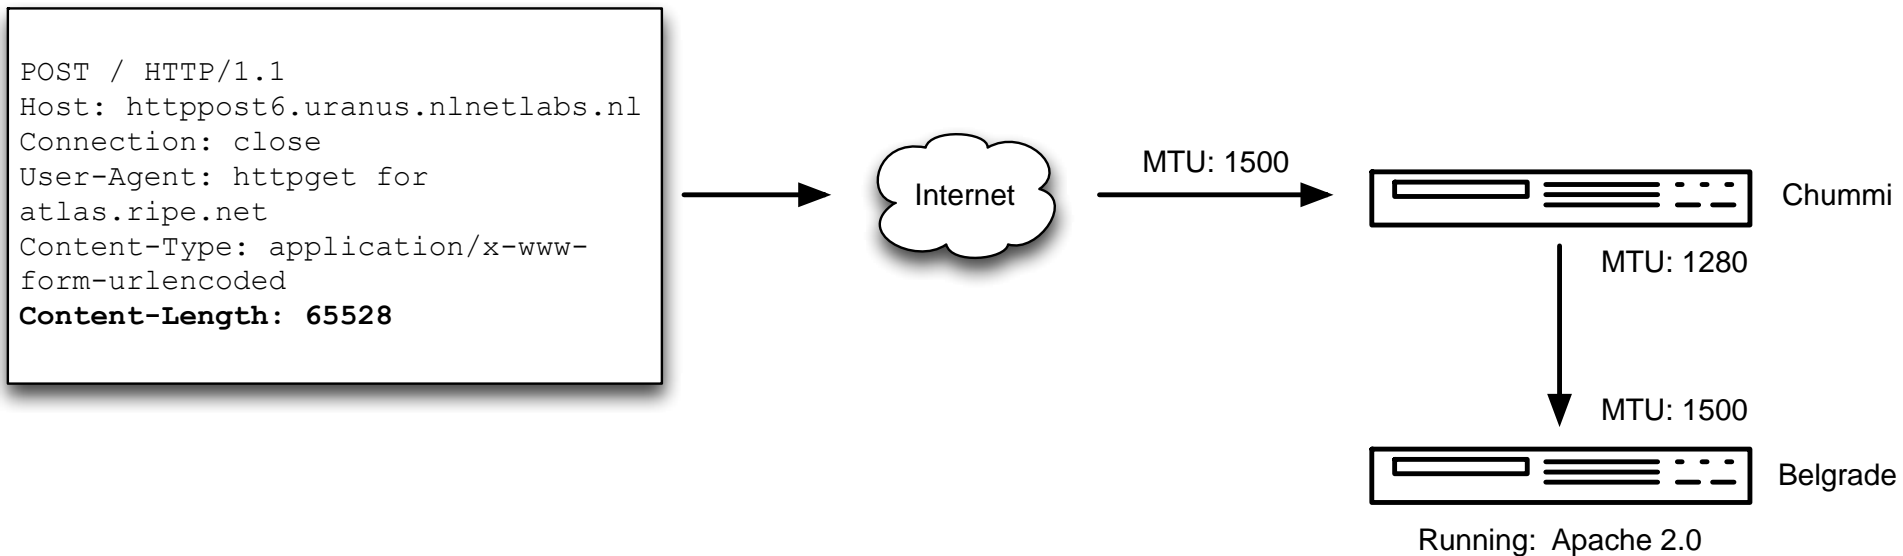 POST / HTTP/1.1
Host: httppost6.uranus.nlnetlabs.nl
Connection: close
User-Agent: httpget for
atlas.ripe.net
Content-Type: application/x-www-
form-urlencoded
Content-Length: 65528
Internet
MTU: 1500
Chummi
MTU: 1280
MTU: 1500
Belgrade
Running: Apache 2.0